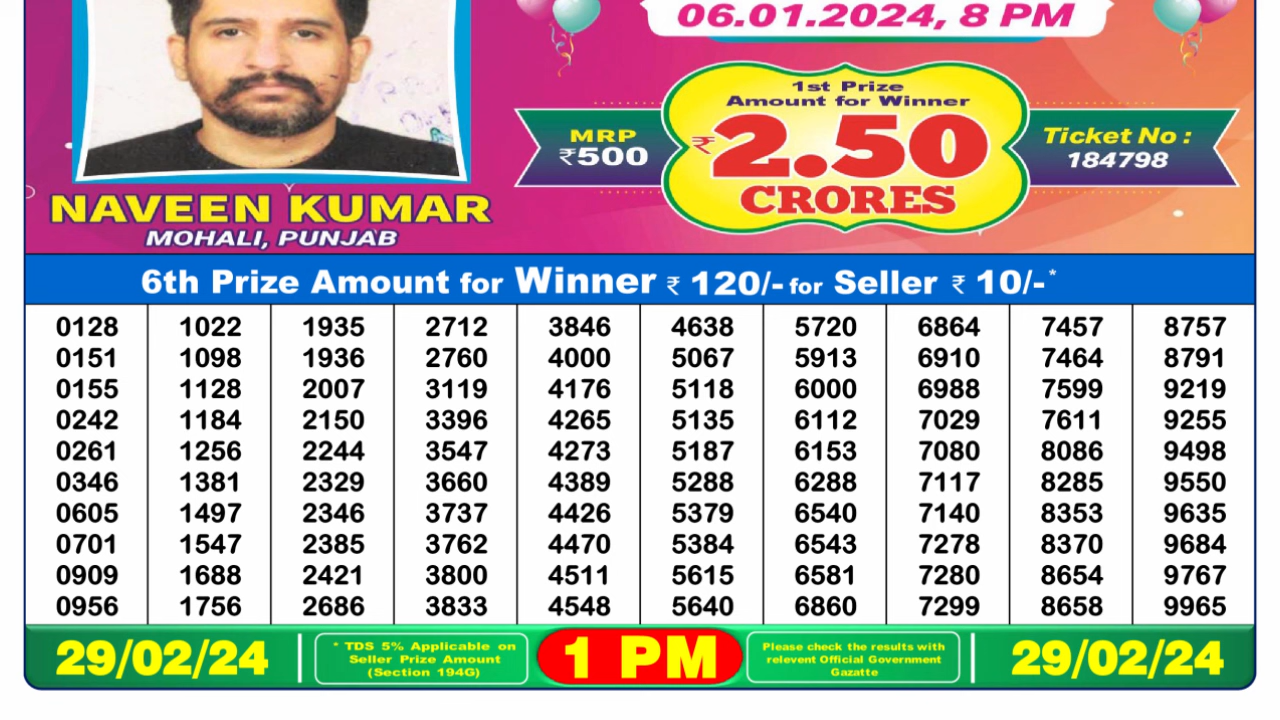 06.01.2024, 8 PM
1st Prize
Amount for Winner
MRP
₹500
₹2.50
CRORES
Ticket No :
184798
NAVEEN KUMAR
MOHALI, PUNJAB
6th Prize Amount for Winner ₹ 120/- for Seller ₹ 10/-*
0128 1022 1935 2712 3846 4638 5720 6864 7457 8757
0151 1098 1936 2760 4000 5067 5913 6910 7464 8791
0155 1128 2007 3119 4176 5118 6000 6988 7599 9219
0242 1184 2150 3396 4265 5135 6112 7029 7611 9255
0261 1256 2244 3547 4273 5187 6153 7080 8086 9498
0346 1381 2329 3660 4389 5288 6288 7117 8285 9550
0605 1497 2346 3737 4426 5379 6540 7140 8353 9635
0701 1547 2385 3762 4470 5384 6543 7278 8370 9684
0909 1688 2421 3800 4511 5615 6581 7280 8654 9767
0956 1756 2686 3833 4548 5640 6860 7299 8658 9965
29/02/24
* TDS 5% Applicable on
Seller Prize Amount
(Section 194G)
1 PM
Please check the results with
relevent Official Government
Gazatte
29/02/24